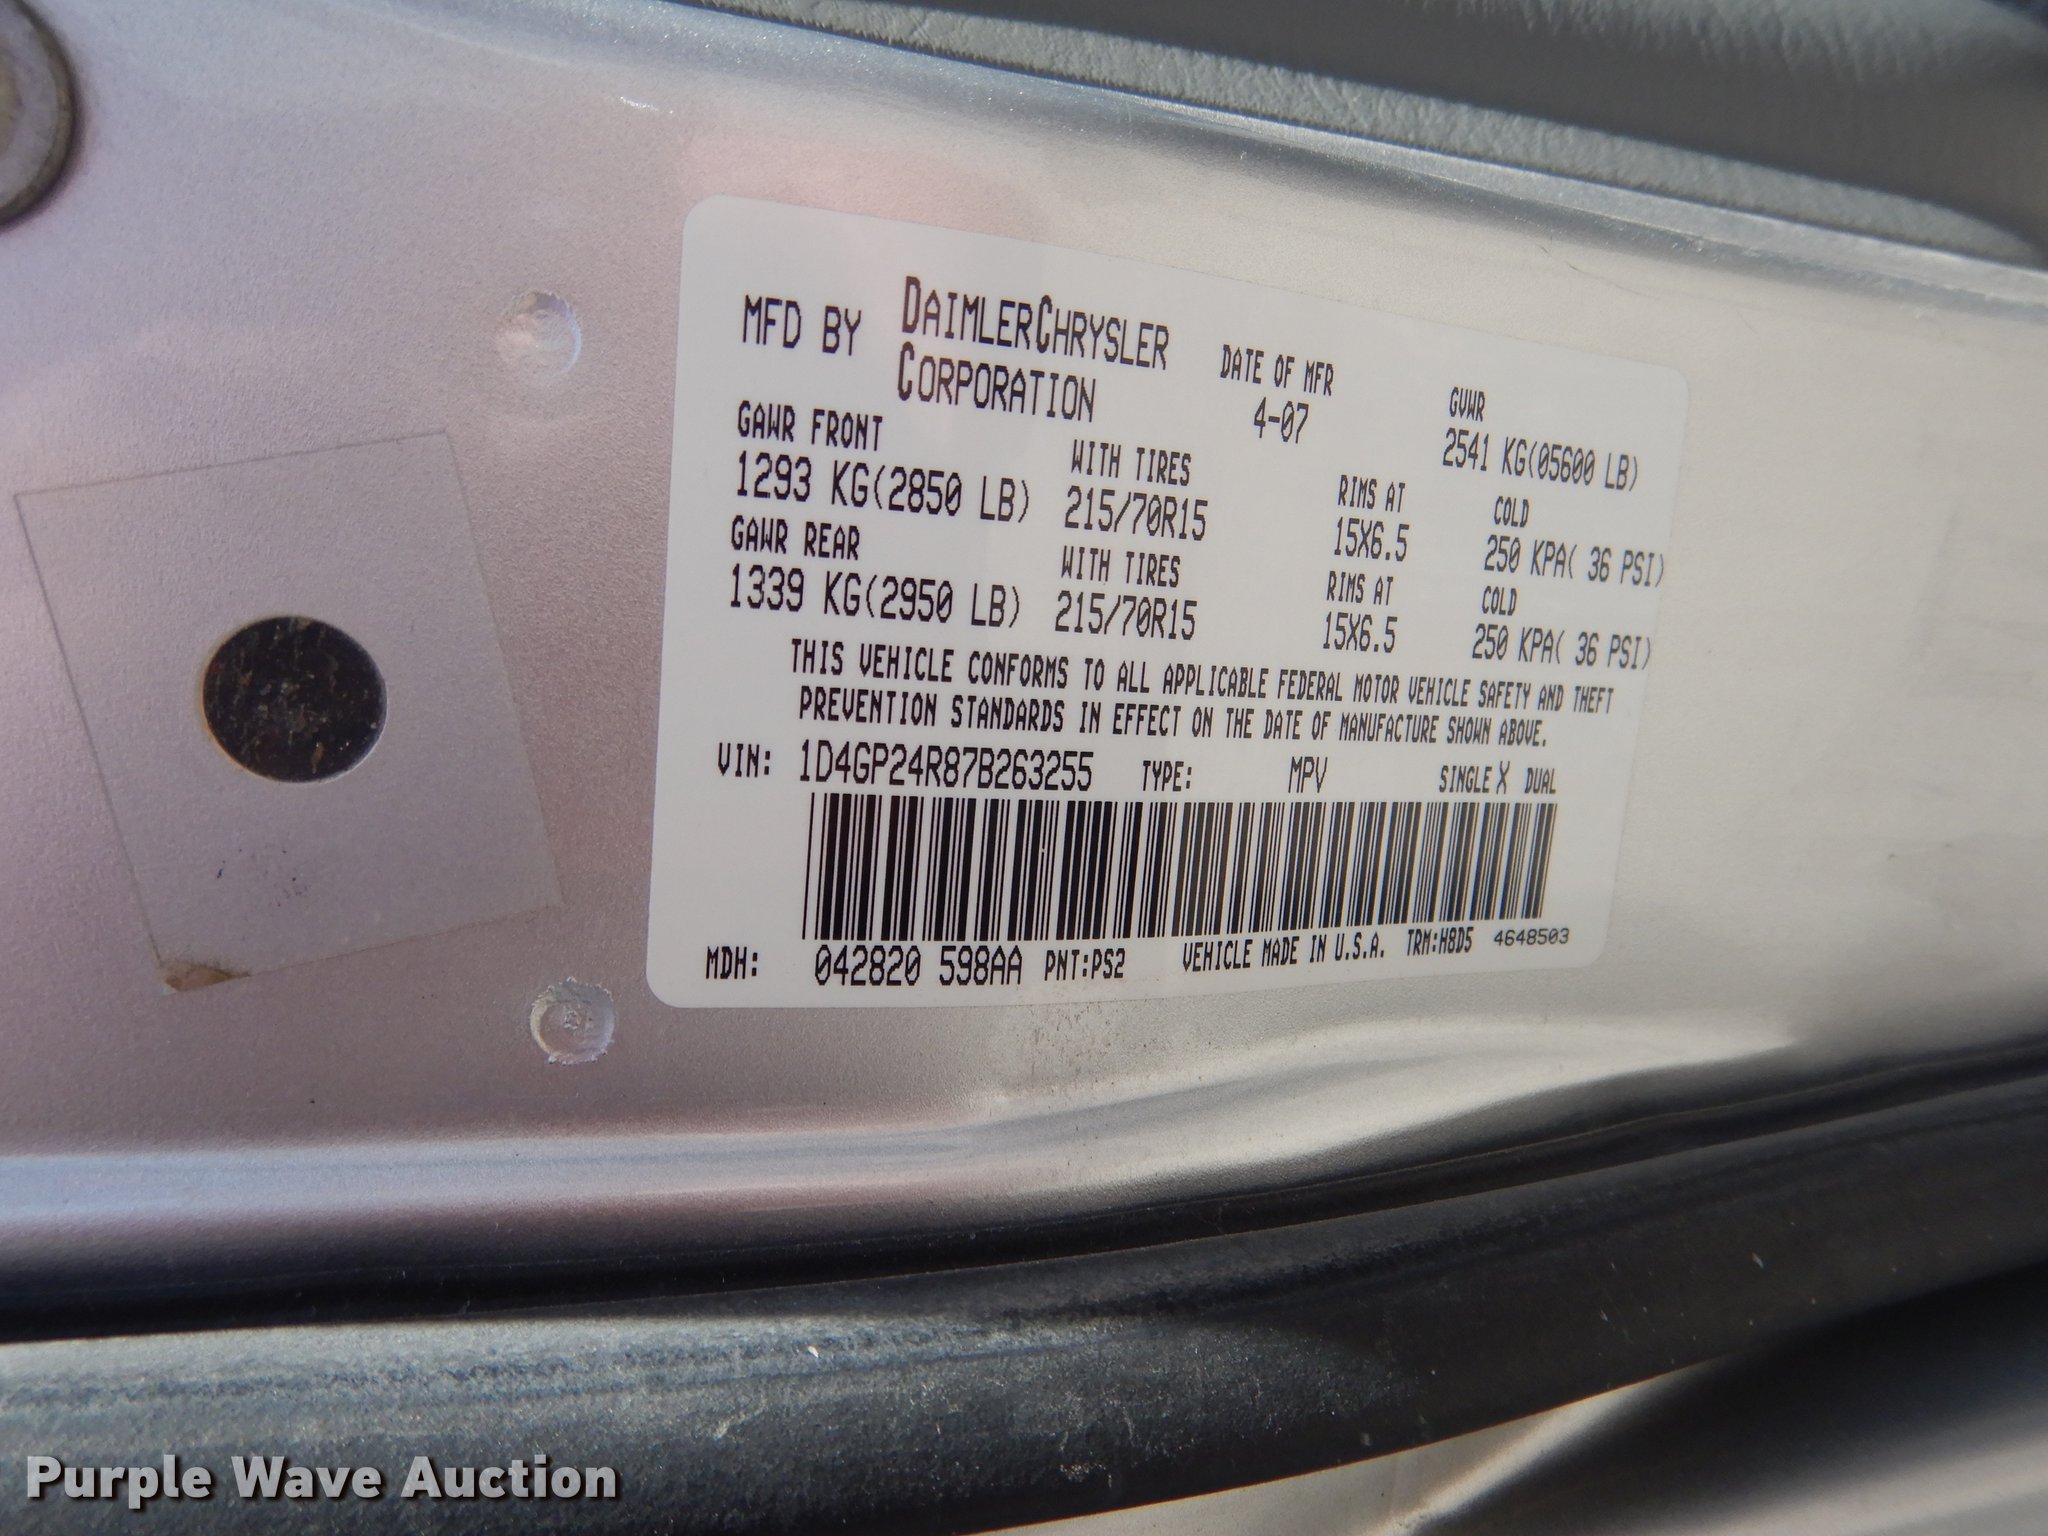 MFD BY DAIMLERCHRYSLER CORPORATION DATE OF MFR 4-07 GVWR 2541 KG(05600 LB)
GAWR FRONT WITH TIRES RIMS AT COLD
1293 KG(2850 LB) 215/70R15 15X6.5 250 KPA( 36 PSI)
GAWR REAR WITH TIRES RIMS AT COLD
1339 KG(2950 LB) 215/70R15 15X6.5 250 KPA( 36 PSI)
THIS VEHICLE CONFORMS TO ALL APPLICABLE FEDERAL MOTOR VEHICLE SAFETY AND THEFT
PREVENTION STANDARDS IN EFFECT ON THE DATE OF MANUFACTURE SHOWN ABOVE.
VIN: 1D4GP24R87B263255 TYPE: MPV SINGLE X DUAL
MDH: 042820 598AA PNT:PS2 VEHICLE MADE IN U.S.A. TRM:H8D5 4648503
Purple Wave Auction